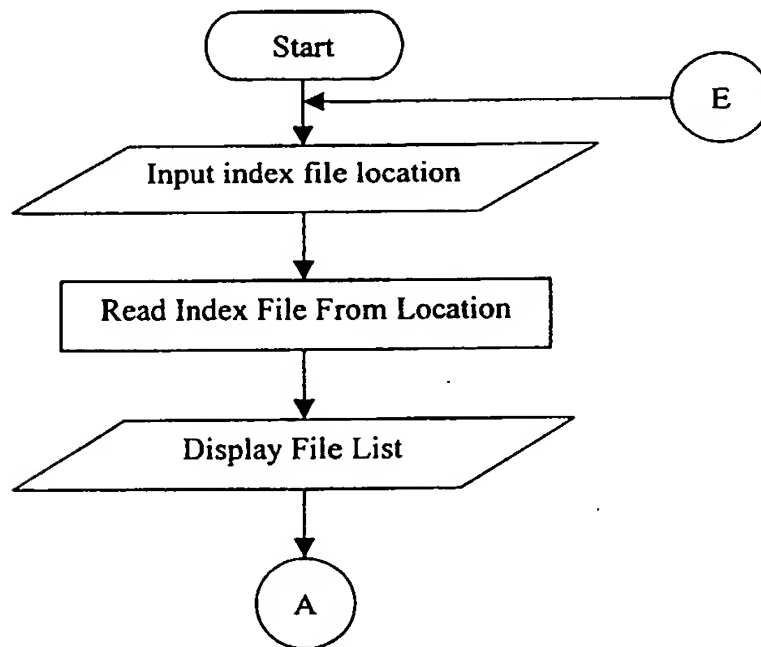 Start
E
Input index file location
Read Index File From Location
Display File List
A